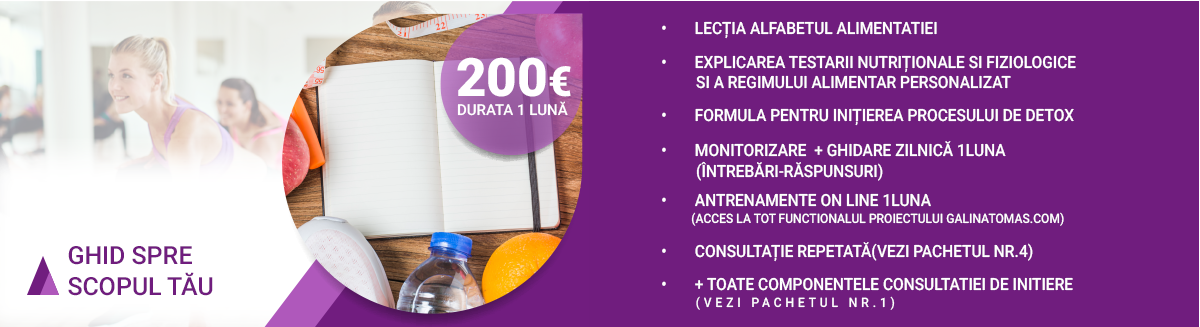 200€
DURATA 1 LUNĂ
GHID SPRE
SCOPUL TĂU
• LECȚIA ALFABETUL ALIMENTATIEI
• EXPLICAREA TESTARII NUTRIȚIONALE SI FIZIOLOGICE
SI A REGIMULUI ALIMENTAR PERSONALIZAT
• FORMULA PENTRU INIȚIEREA PROCESULUI DE DETOX
• MONITORIZARE + GHIDARE ZILNICĂ 1LUNA
(ÎNTREBĂRI-RĂSPUNSURI)
• ANTRENAMENTE ON LINE 1LUNA
(ACCES LA TOT FUNCTIONALUL PROIECTULUI GALINATOMAS.COM)
• CONSULTAȚIE REPETATĂ(VEZI PACHETUL NR.4)
• + TOATE COMPONENTELE CONSULTATIEI DE INITIERE
(VEZI PACHETUL NR.1)